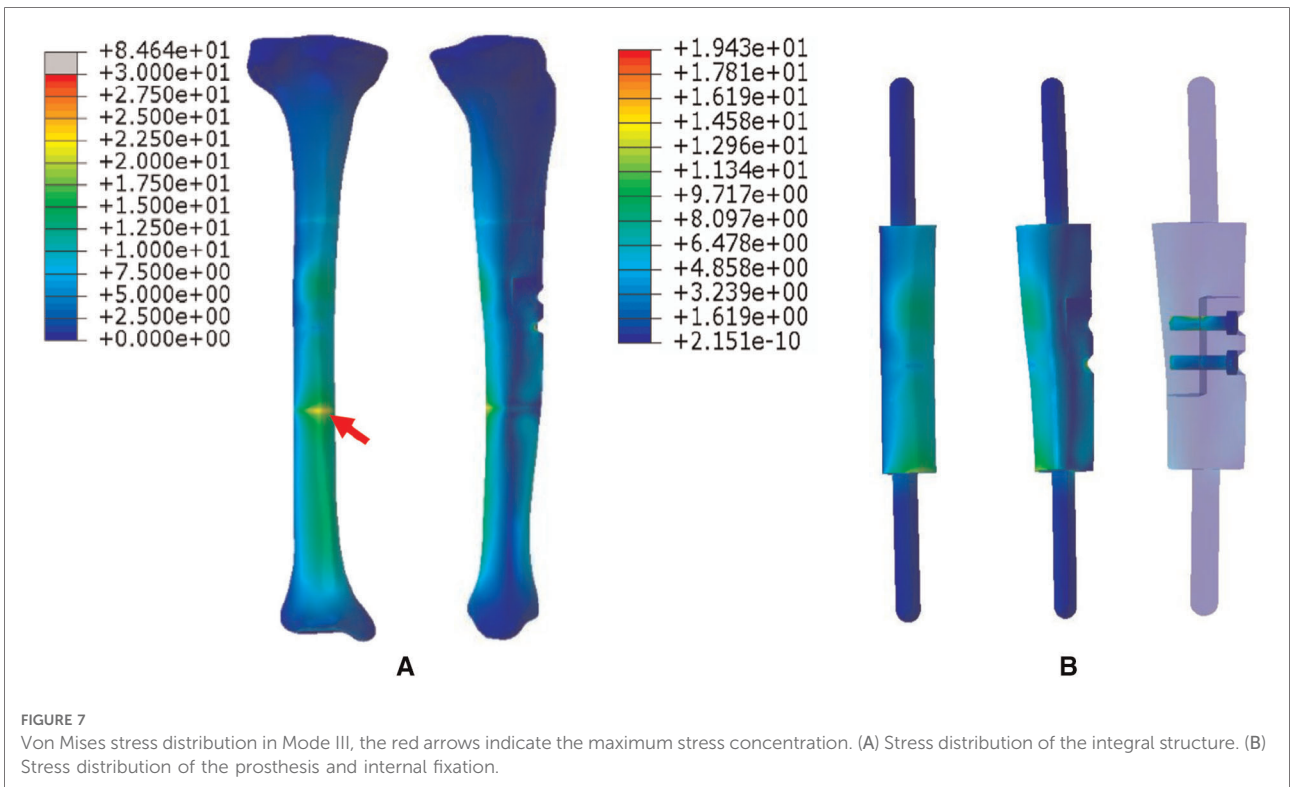 +8.464e+01
+3.000e+01
+2.750e+01
+2.500e+01
+2.250e+01
+2.000e+01
+1.750e+01
+1.500e+01
+1.250e+01
+1.000e+01
+7.500e+00
+5.000e+00
+2.500e+00
+0.000e+00
+1.943e+01
+1.781e+01
+1.619e+01
+1.458e+01
+1.296e+01
+1.134e+01
+9.717e+00
+8.097e+00
+6.478e+00
+4.858e+00
+3.239e+00
+1.619e+00
+2.151e-10
A
B
FIGURE 7
Von Mises stress distribution in Mode III, the red arrows indicate the maximum stress concentration. (A) Stress distribution of the integral structure. (B)
Stress distribution of the prosthesis and internal fixation.